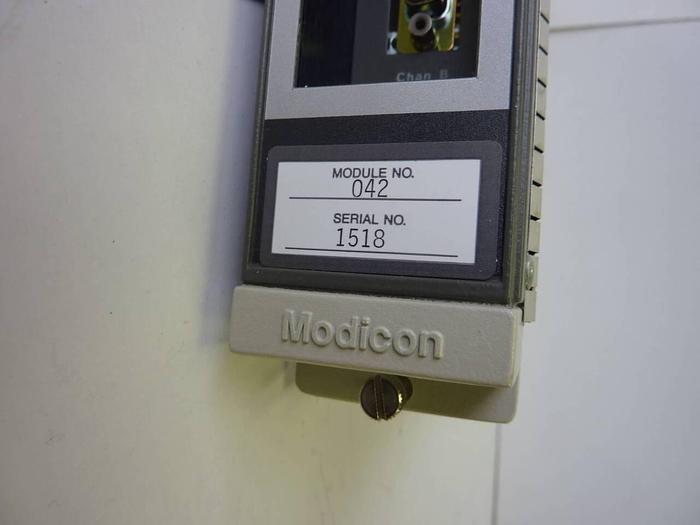 Chan B
MODULE NO.
042
SERIAL NO.
1518
Modicon